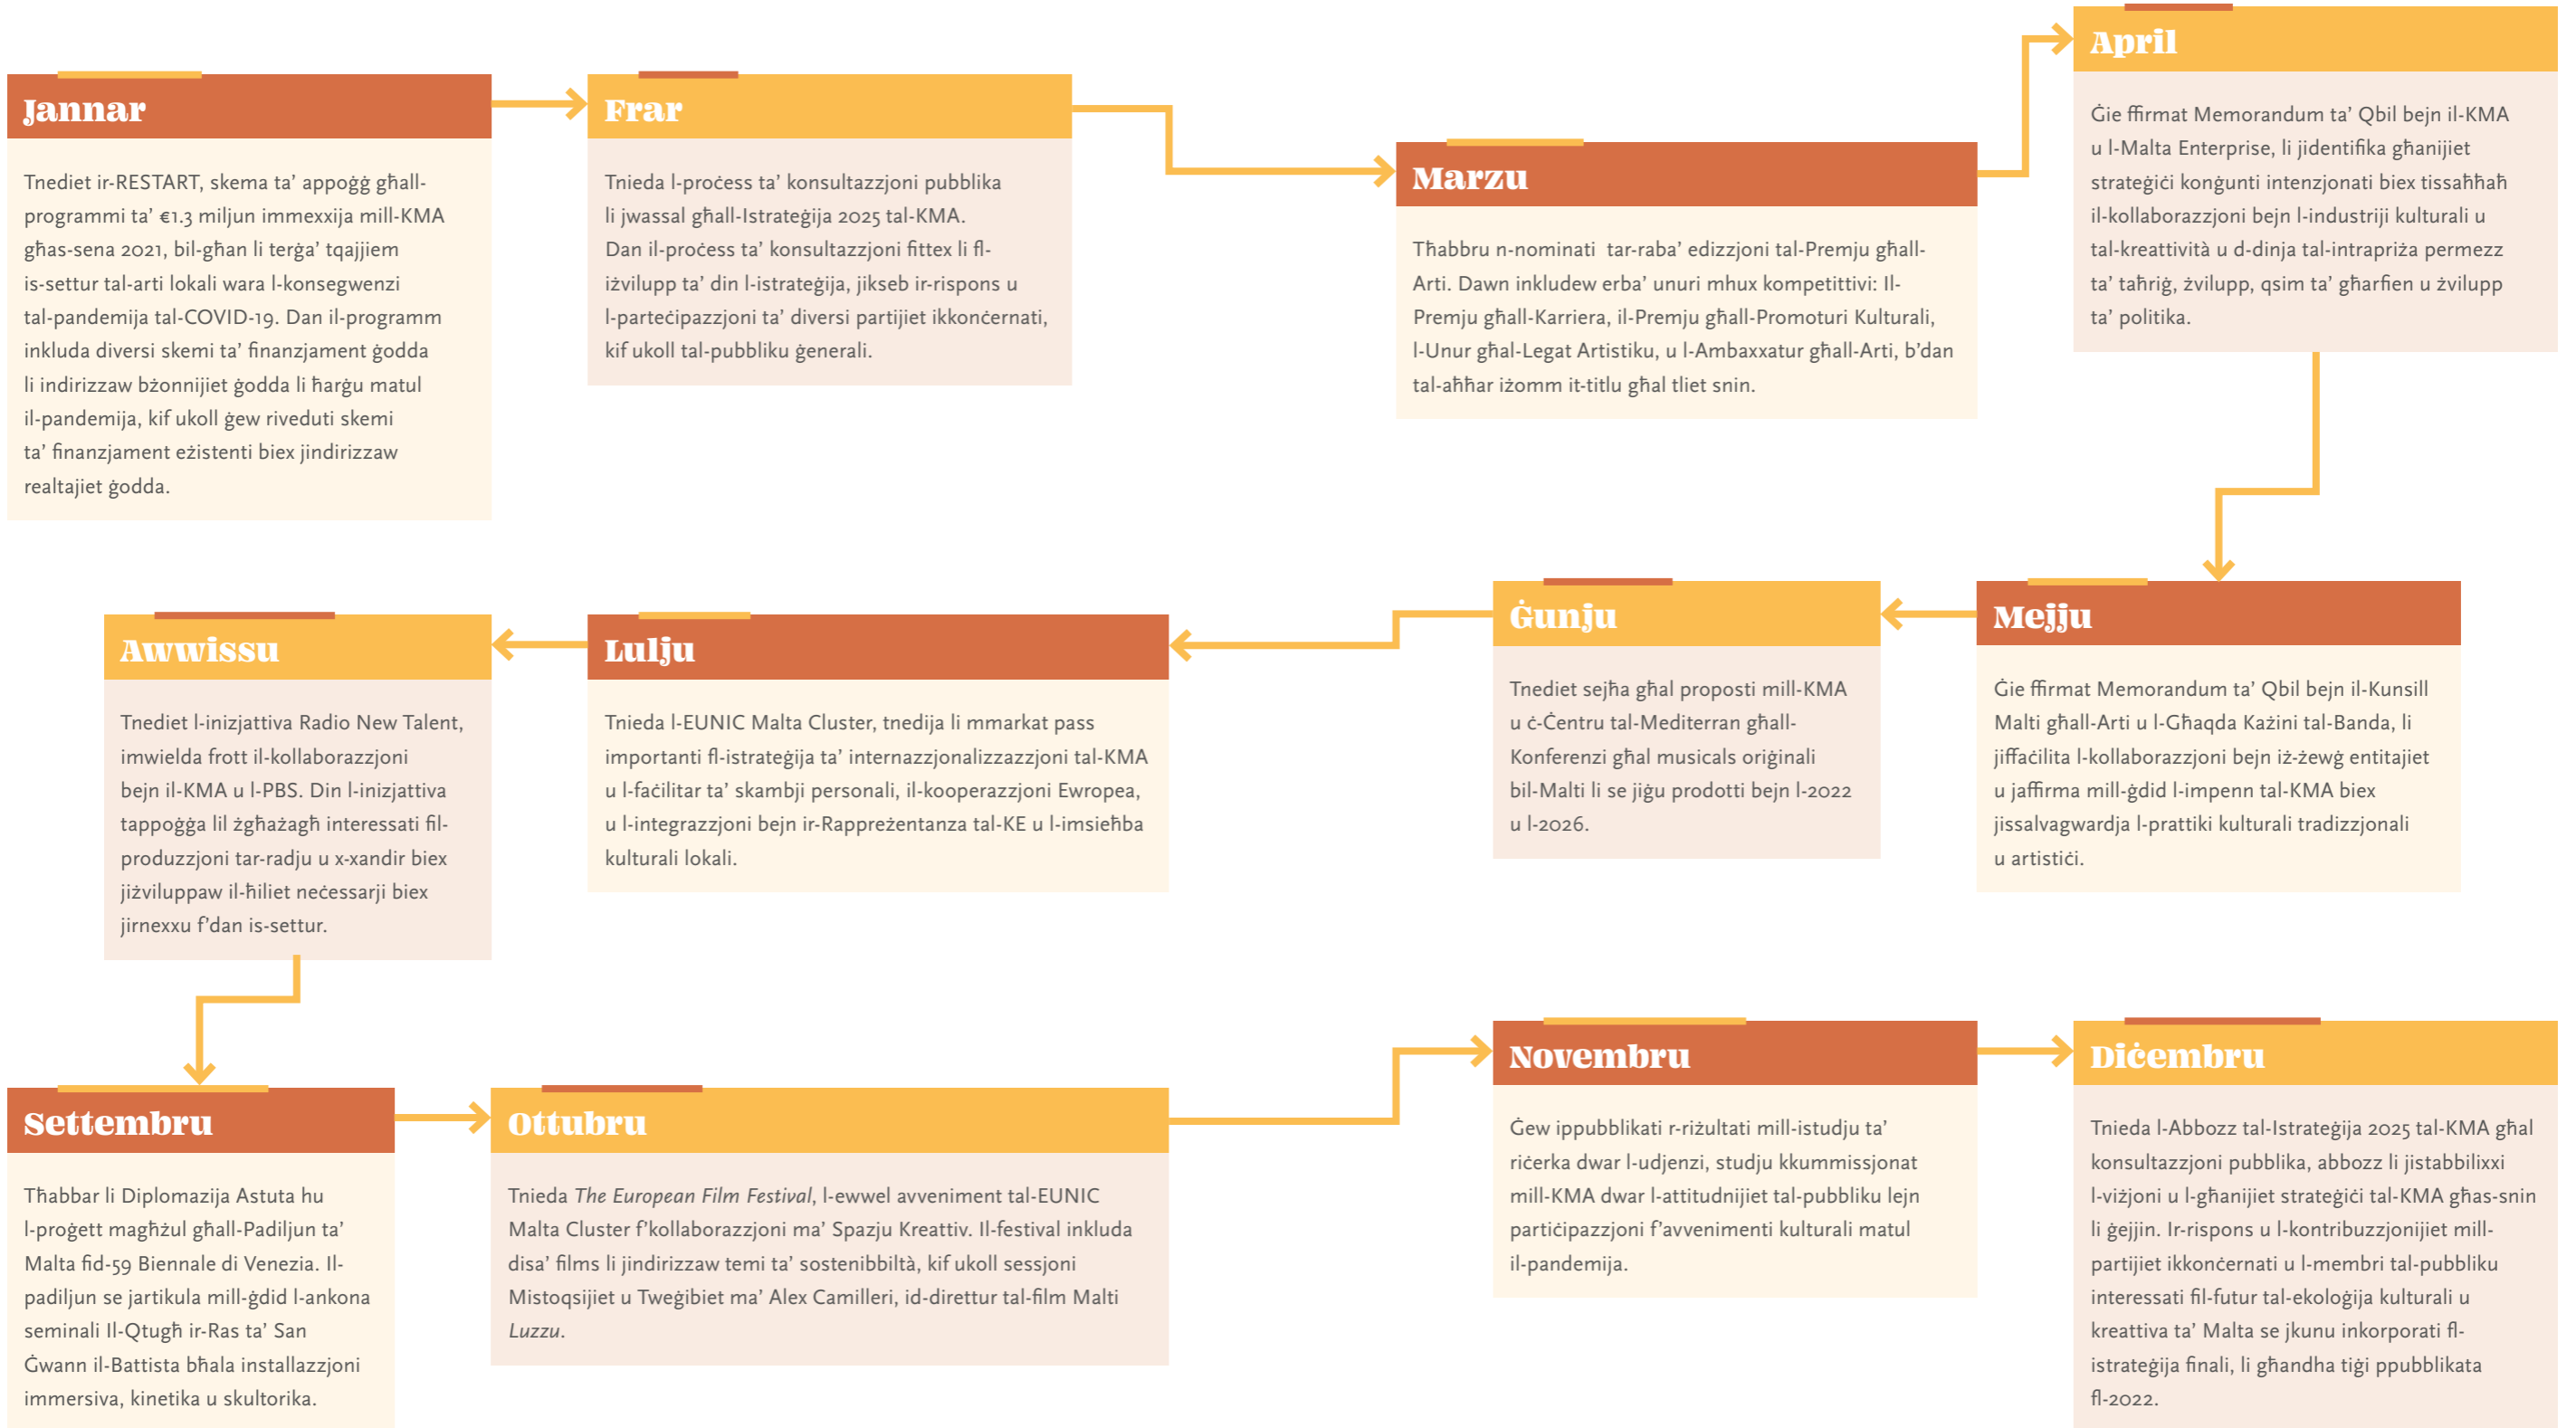 Jannar
Tnediet ir-RESTART, skema ta’ appoġġ għall-
programmi ta’ €1.3 miljun immexxija mill-KMA
għas-sena 2021, bil-għan li terġa’ tqajjiem
is-settur tal-arti lokali wara l-konsegwenzi
tal-pandemija tal-COVID-19. Dan il-programm
inkluda diversi skemi ta’ finanzjament ġodda
li indirizzaw bżonnijiet ġodda li ħarġu matul
il-pandemija, kif ukoll ġew riveduti skemi
ta’ finanzjament eżistenti biex jindirizzaw
realtajiet ġodda.
Frar
Tnieda l-proċess ta’ konsultazzjoni pubblika
li jwassal għall-Istrateġija 2025 tal-KMA.
Dan il-proċess ta’ konsultazzjoni fittex li fl-
iżvilupp ta’ din l-istrateġija, jikseb ir-rispons u
l-parteċipazzjoni ta’ diversi partijiet ikkonċernati,
kif ukoll tal-pubbliku ġenerali.
Marzu
Tħabbru n-nominati tar-raba’ edizzjoni tal-Premju għall-
Arti. Dawn inkludew erba’ unuri mhux kompetittivi: Il-
Premju għall-Karriera, il-Premju għall-Promoturi Kulturali,
l-Unur għal-Legat Artistiku, u l-Ambaxxatur għall-Arti, b’dan
tal-aħħar iżomm it-titlu għal tliet snin.
April
Ġie ffirmat Memorandum ta’ Qbil bejn il-KMA
u l-Malta Enterprise, li jidentifika għanijiet
strateġiċi konġunti intenzjonati biex tissaħħaħ
il-kollaborazzjoni bejn l-industriji kulturali u
tal-kreattività u d-dinja tal-intrapriża permezz
ta’ taħriġ, żvilupp, qsim ta’ għarfien u żvilupp
ta’ politika.
Mejju
Ġie ffirmat Memorandum ta’ Qbil bejn il-Kunsill
Malti għall-Arti u l-Għaqda Każini tal-Banda, li
jiffaċilita l-kollaborazzjoni bejn iż-żewġ entitajiet
u jaffirma mill-ġdid l-impenn tal-KMA biex
jissalvagwardja l-prattiki kulturali tradizzjonali
u artistiċi.
Ġunju
Tnediet sejħa għal proposti mill-KMA
u ċ-Ċentru tal-Mediterran għall-
Konferenzi għal musicals oriġinali
bil-Malti li se jiġu prodotti bejn l-2022
u l-2026.
Lulju
Tnieda l-EUNIC Malta Cluster, tnedija li mmarkat pass
importanti fl-istrateġija ta’ internazzjonalizzazzjoni tal-KMA
u l-faċilitar ta’ skambji personali, il-kooperazzjoni Ewropea,
u l-integrazzjoni bejn ir-Rappreżentanza tal-KE u l-imsieħba
kulturali lokali.
Awwissu
Tnediet l-inizjattiva Radio New Talent,
imwielda frott il-kollaborazzjoni
bejn il-KMA u l-PBS. Din l-inizjattiva
tappoġġa lil żgħażagħ interessati fil-
produzzjoni tar-radju u x-xandir biex
jiżviluppaw il-ħiliet neċessarji biex
jirnexxu f’dan is-settur.
Settembru
Tħabbar li Diplomazija Astuta hu
l-proġett magħżul għall-Padiljun ta’
Malta fid-59 Biennale di Venezia. Il-
padiljun se jartikula mill-ġdid l-ankona
seminali Il-Qtugħ ir-Ras ta’ San
Ġwann il-Battista bħala installazzjoni
immersiva, kinetika u skultorika.
Ottubru
Tnieda The European Film Festival, l-ewwel avveniment tal-EUNIC
Malta Cluster f’kollaborazzjoni ma’ Spazju Kreattiv. Il-festival inkluda
disa’ films li jindirizzaw temi ta’ sostenibbiltà, kif ukoll sessjoni
Mistoqsijiet u Tweġibiet ma’ Alex Camilleri, id-direttur tal-film Malti
Luzzu.
Novembru
Ġew ippubblikati r-riżultati mill-istudju ta’
riċerka dwar l-udjenzi, studju kkummissjonat
mill-KMA dwar l-attitudnijiet tal-pubbliku lejn
partiċipazzjoni f’avvenimenti kulturali matul
il-pandemija.
Diċembru
Tnieda l-Abbozz tal-Istrateġija 2025 tal-KMA għal
konsultazzjoni pubblika, abbozz li jistabbilixxi
l-viżjoni u l-għanijiet strateġiċi tal-KMA għas-snin
li ġejjin. Ir-rispons u l-kontribuzzjonijiet mill-
partijiet ikkonċernati u l-membri tal-pubbliku
interessati fil-futur tal-ekoloġija kulturali u
kreattiva ta’ Malta se jkunu inkorporati fl-
istrateġija finali, li għandha tiġi ppubblikata
fl-2022.